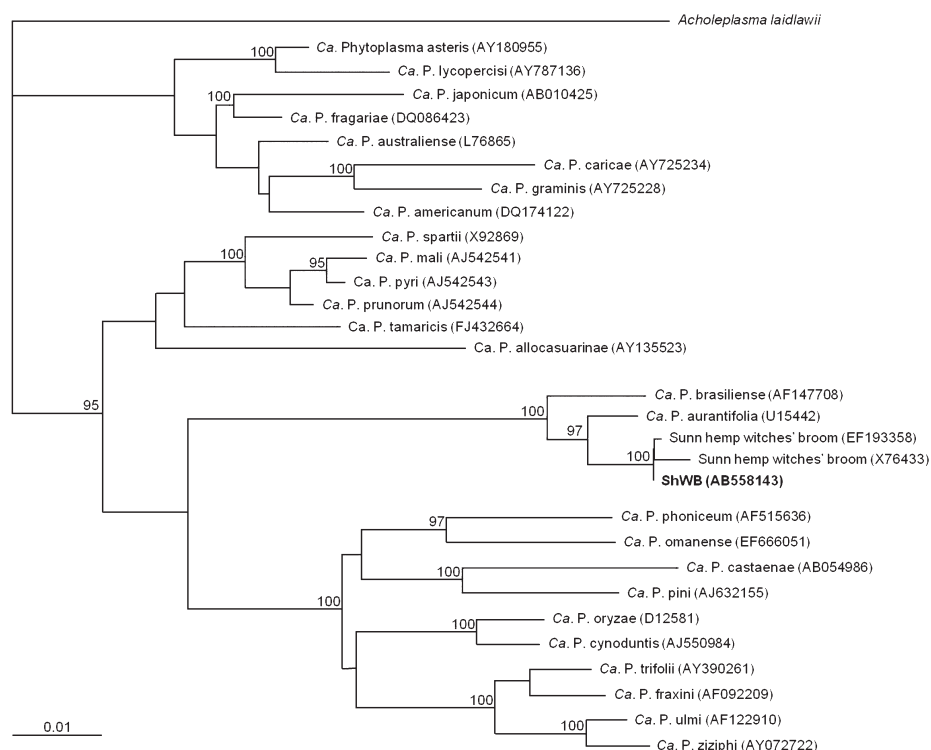 Acholeplasma laidlawii
100
Ca. Phytoplasma asteris (AY180955)
Ca. P. lycopercisi (AY787136)
100
Ca. P. japonicum (AB010425)
Ca. P. fragariae (DQ086423)
Ca. P. australiense (L76865)
100
Ca. P. caricae (AY725234)
Ca. P. graminis (AY725228)
Ca. P. americanum (DQ174122)
100
Ca. P. spartii (X92869)
95
Ca. P. mali (AJ542541)
Ca. P. pyri (AJ542543)
Ca. P. prunorum (AJ542544)
Ca. P. tamaricis (FJ432664)
Ca. P. allocasuarinae (AY135523)
95
100
Ca. P. brasiliense (AF147708)
97
Ca. P. aurantifolia (U15442)
Sunn hemp witches' broom (EF193358)
100
Sunn hemp witches' broom (X76433)
ShWB (AB558143)
97
Ca. P. phoniceum (AF515636)
Ca. P. omanense (EF666051)
100
Ca. P. castaenae (AB054986)
Ca. P. pini (AJ632155)
100
100
Ca. P. oryzae (D12581)
Ca. P. cynoduntis (AJ550984)
Ca. P. trifolii (AY390261)
100
Ca. P. fraxini (AF092209)
100
Ca. P. ulmi (AF122910)
Ca. P. ziziphi (AY072722)
0.01